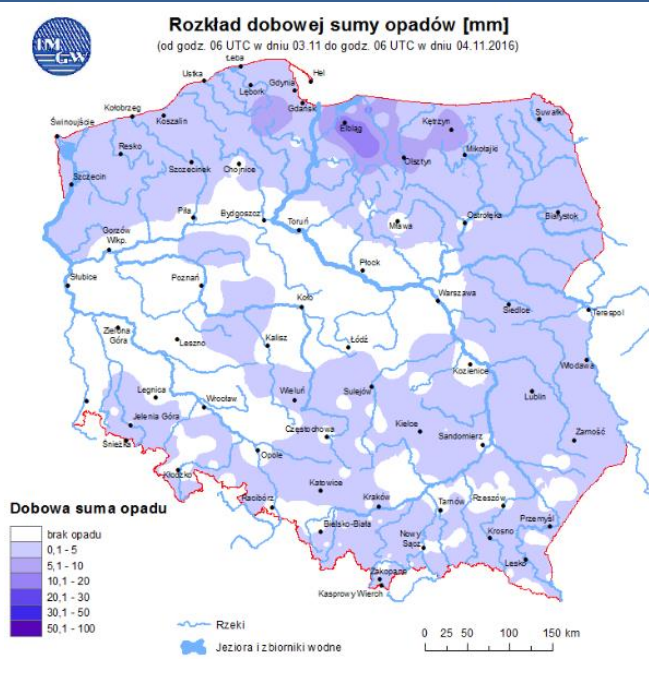 Rozkład dobowej sumy opadów [mm]
(od godz. 06 UTC w dniu 03.11 do godz. 06 UTC w dniu 04.11.2016)
IM
GW
Łeba
Ustka
Hel
Lębork
Gdynia
Gdańsk
Kołobrzeg
Koszalin
Świnoujście
Elbląg
Kętrzyn
Suwałki
Resko
Szczecinek
Chojnice
Olsztyn
Mikołajki
Szczecin
Piła
Bydgoszcz
Toruń
Mława
Ostrołęka
Białystok
Gorzów
Wlkp.
Płock
Słubice
Poznań
Koło
Warszawa
Siedlce
Terespol
Zielona
Góra
Leszno
Kalisz
Łódź
Kozienice
Włodawa
Legnica
Wrocław
Wieluń
Sulejów
Lublin
Jelenia Góra
Częstochowa
Kielce
Sandomierz
Zamość
Śnieżka
Opole
Kłodzko
Katowice
Racibórz
Kraków
Tarnów
Rzeszów
Bielsko-Biała
Nowy
Sącz
Krosno
Przemyśl
Lesko
Zakopane
Kasprowy Wierch
Dobowa suma opadu
brak opadu
0,1 - 5
5,1 - 10
10,1 - 20
20,1 - 30
30,1 - 50
50,1 - 100
Rzeki
Jeziora i zbiorniki wodne
0 25 50 100 150 km